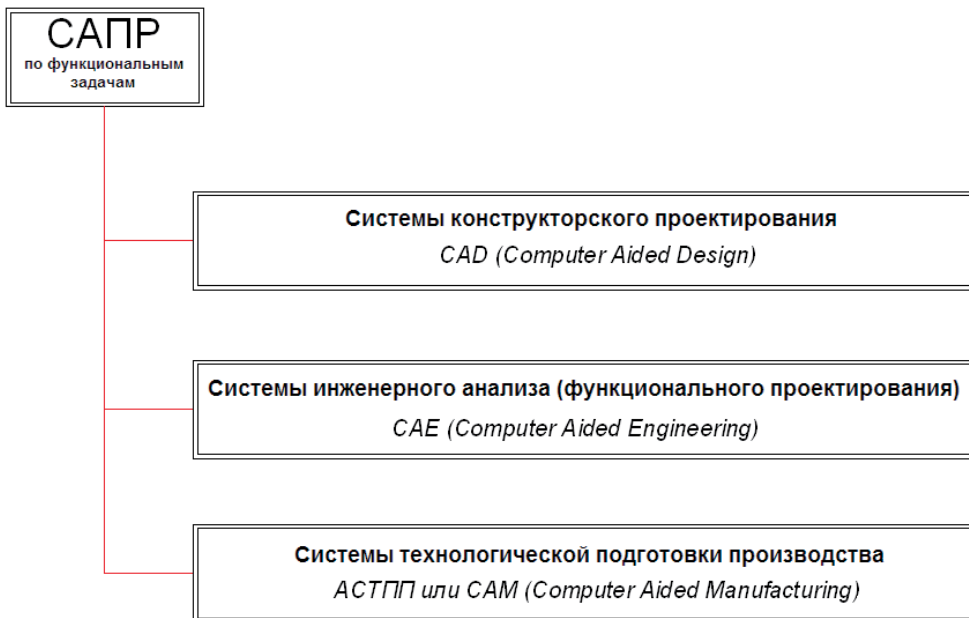 САПР
по функциональным
задачам
Системы конструкторского проектирования
CAD (Computer Aided Design)
Системы инженерного анализа (функционального проектирования)
CAE (Computer Aided Engineering)
Системы технологической подготовки производства
АСТПП или CAM (Computer Aided Manufacturing)